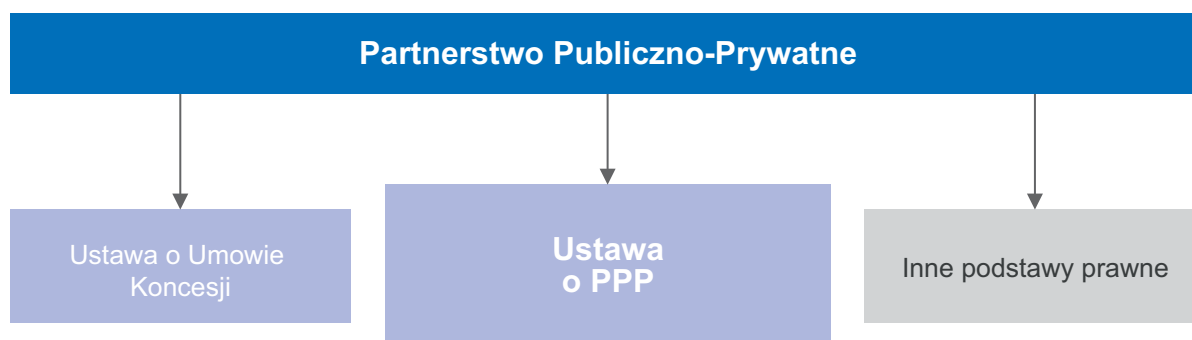 Partnerstwo Publiczno-Prywatne
Ustawa o Umowie
Koncesji
Ustawa
o PPP
Inne podstawy prawne